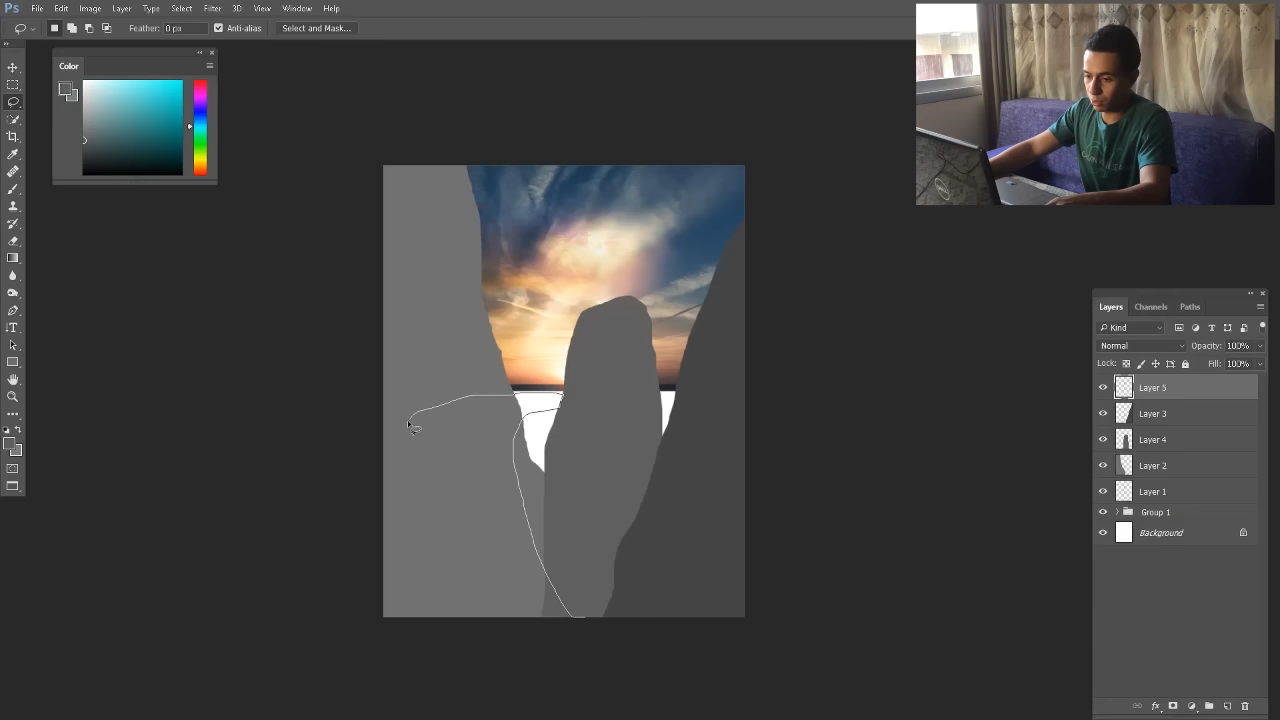 Ps File Edit Image Layer Type Select Filter 3D View Window Help
Feather: 0 px Anti-alias Select and Mask...
Color
Layers Channels Paths
Kind
Normal Opacity: 100%
Lock: Fill: 100%
Layer 5
Layer 3
Layer 4
Layer 2
Layer 1
Group 1
Background